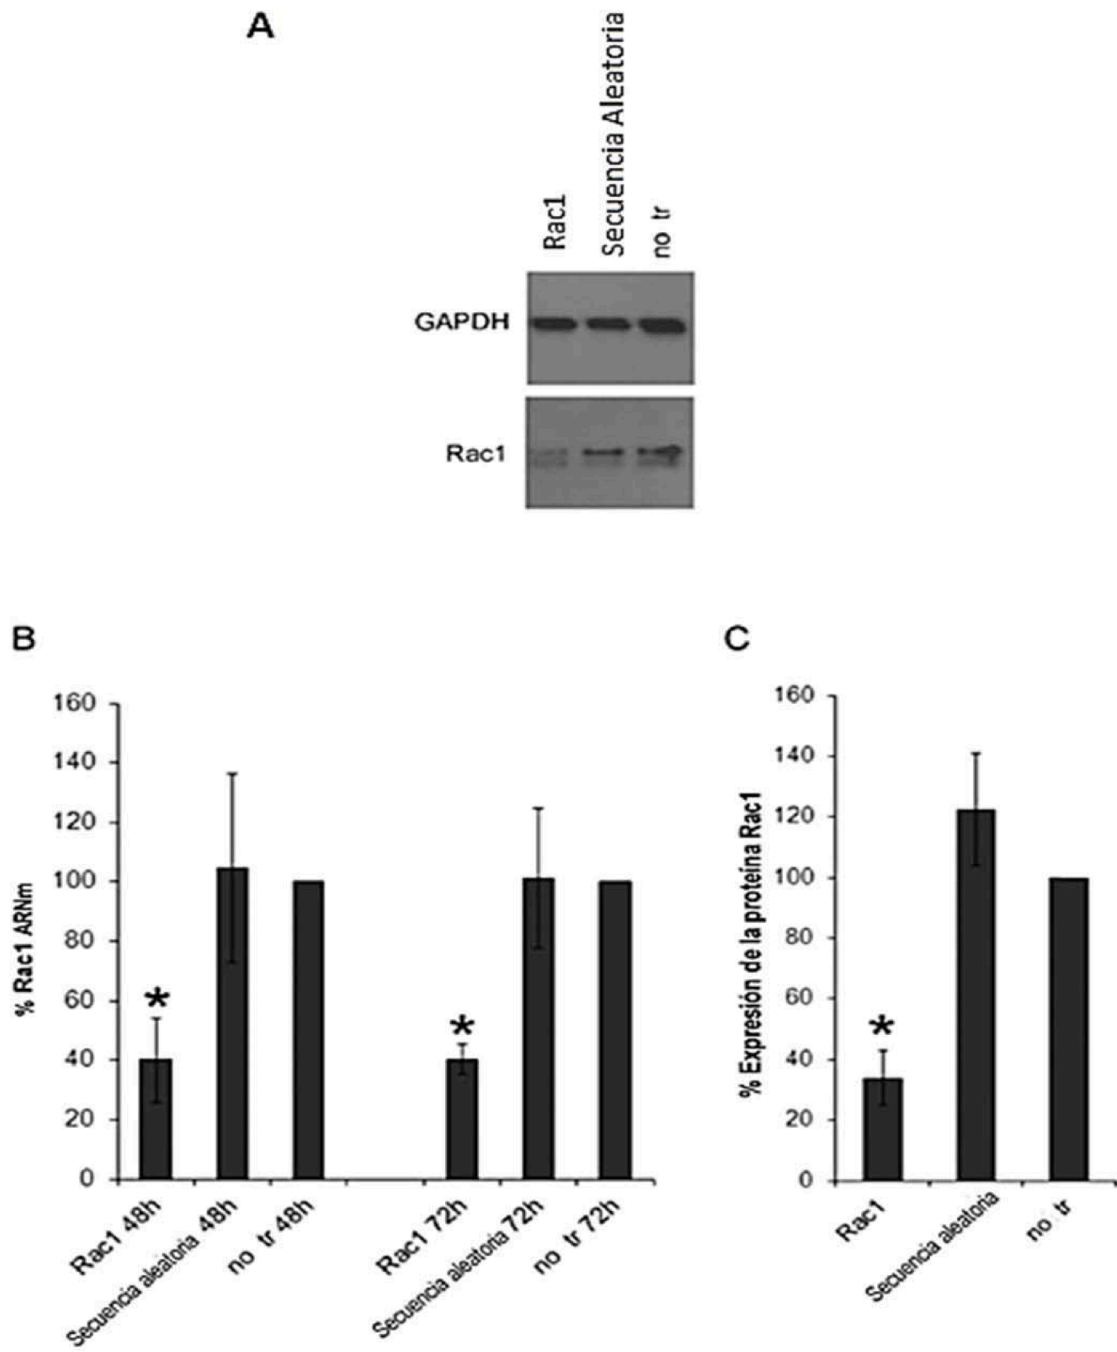 A
Rac1
Secuencia Aleatoria
no tr
GAPDH
Rac1
B
% Rac1 ARNm
160
140
120
100
80
60
40
20
0
*
*
Rac1 48h
Secuencia aleatoria 48h
no tr 48h
Rac1 72h
Secuencia aleatoria 72h
no tr 72h
C
% Expresión de la proteína Rac1
160
140
120
100
80
60
40
20
0
*
Rac1
Secuencia aleatoria
no tr